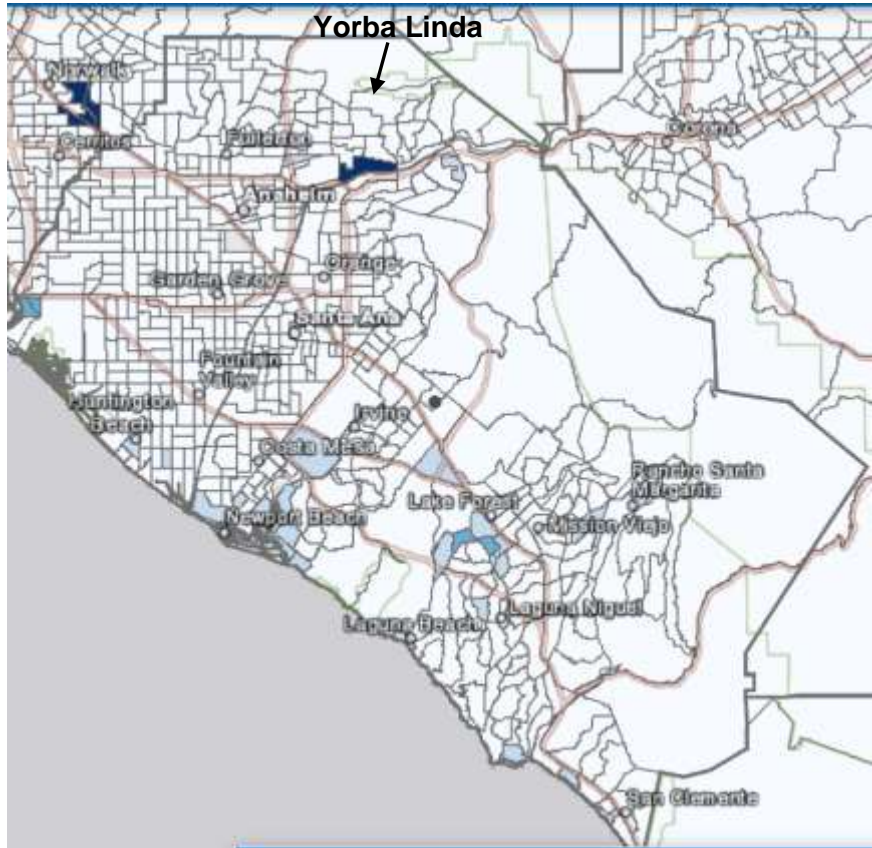 Yorba Linda
Norwalk
Cerritos
Fullerton
Corona
Anaheim
Garden Grove
Orange
Santa Ana
Fountain
Valley
Huntington
Beach
Irvine
Costa Mesa
Rancho Santa
Margarita
Lake Forest
Newport Beach
Mission Viejo
Laguna Niguel
Laguna Beach
San Clemente